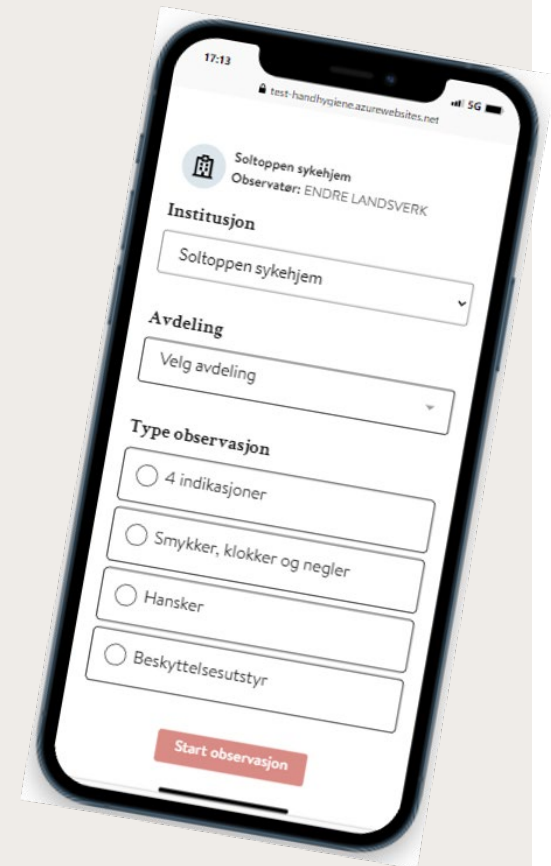 17:13
5G
test-handhygiene.azurewebsites.net
Soltoppen sykehjem
Observatør: ENDRE LANDSVERK
Institusjon
Soltoppen sykehjem
Avdeling
Velg avdeling
Type observasjon
4 indikasjoner
Smykker, klokker og negler
Hansker
Beskyttelsesutstyr
Start observasjon